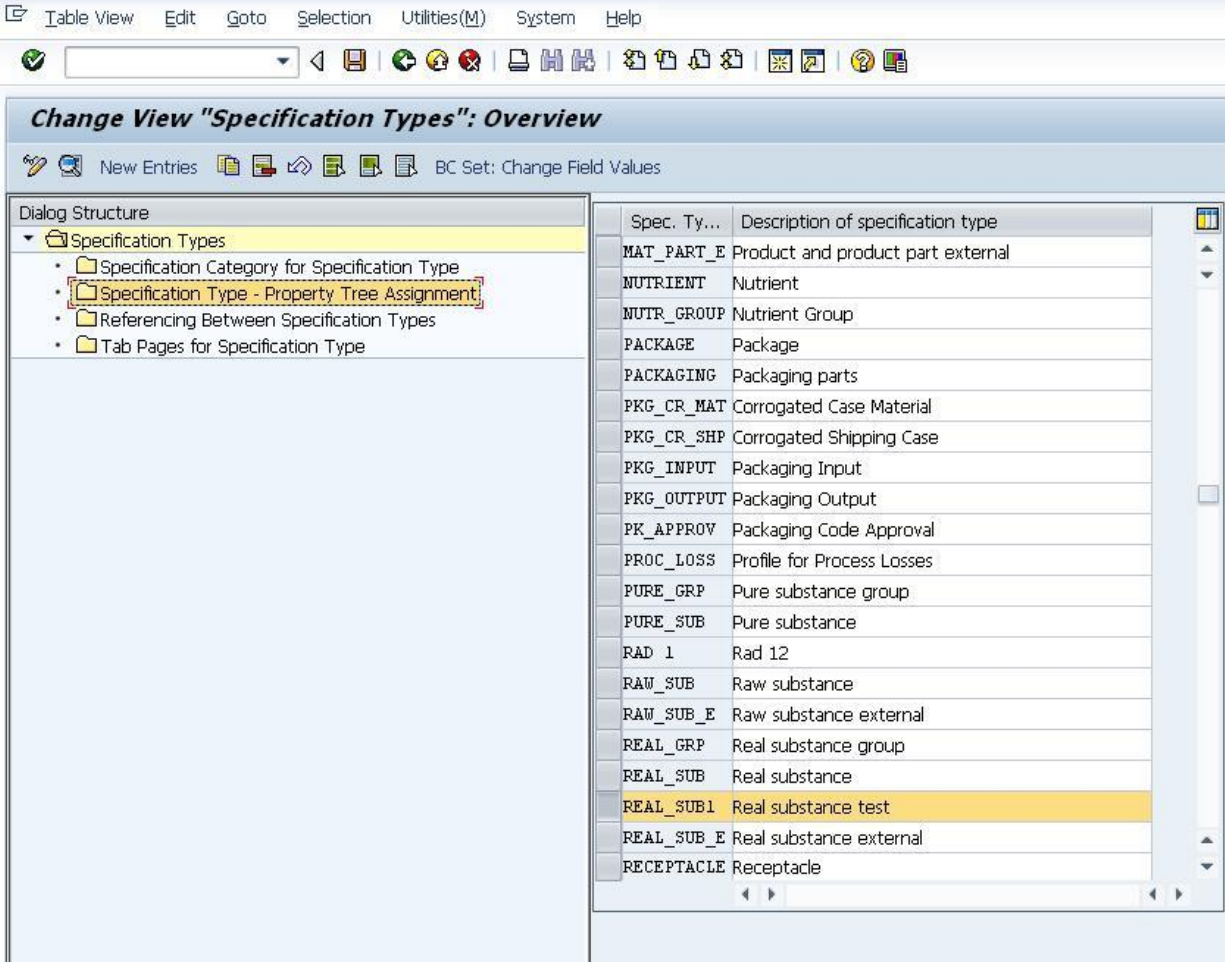 Table View Edit Goto Selection Utilities(M) System Help
Change View "Specification Types": Overview
New Entries BC Set: Change Field Values
Dialog Structure
Specification Types
Specification Category for Specification Type
Specification Type - Property Tree Assignment
Referencing Between Specification Types
Tab Pages for Specification Type
Spec. Ty... Description of specification type
MAT_PART_E Product and product part external
NUTRIENT Nutrient
NUTR_GROUP Nutrient Group
PACKAGE Package
PACKAGING Packaging parts
PKG_CR_MAT Corrogated Case Material
PKG_CR_SHP Corrogated Shipping Case
PKG_INPUT Packaging Input
PKG_OUTPUT Packaging Output
PK_APPROV Packaging Code Approval
PROC_LOSS Profile for Process Losses
PURE_GRP Pure substance group
PURE_SUB Pure substance
RAD 1 Rad 12
RAW_SUB Raw substance
RAW_SUB_E Raw substance external
REAL_GRP Real substance group
REAL_SUB Real substance
REAL_SUB1 Real substance test
REAL_SUB_E Real substance external
RECEPTACLE Receptacle